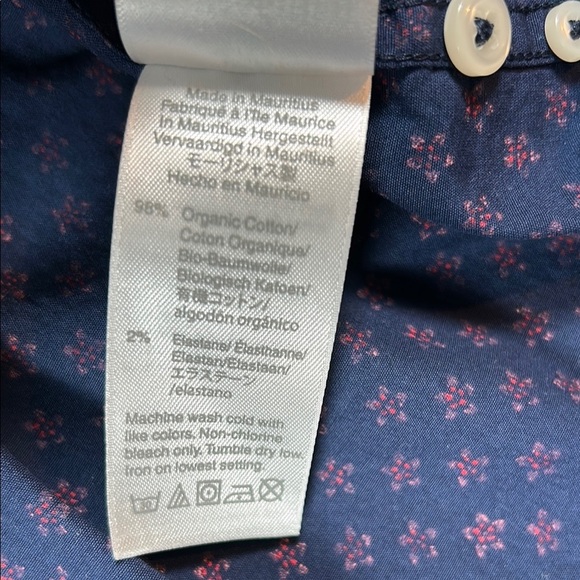 Made in Mauritius
Fabriqué à l'Ile Maurice
In Mauritius Hergestellt
Vervaardigd in Mauritius
モーリシャス製/
Hecho en Mauricio
98% Organic Cotton/
Coton Organique/
Bio-Baumwolle/
Biologisch Katoen/
有機コットン/
algodón orgánico
2% Elastane/ Élasthanne/
Elastan/Elastaan/
エラステーン
/elastano
Machine wash cold with
like colors. Non-chlorine
bleach only. Tumble dry low.
Iron on lowest setting.